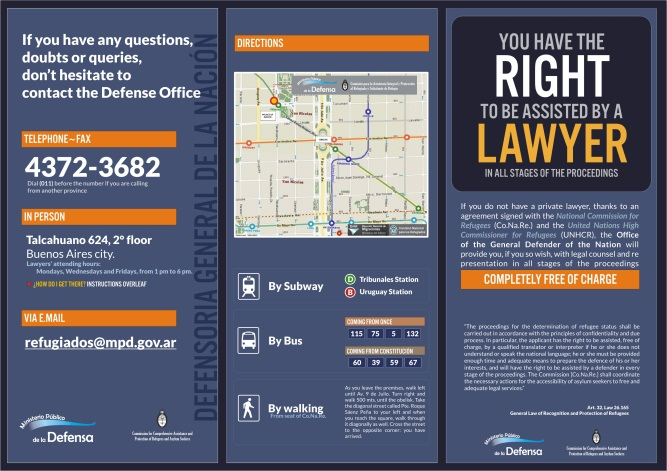 If you have any questions,
doubts or queries,
don't hesitate to
contact the Defense Office
TELEPHONE~FAX
4372-3682
Dial (011) before the number if you are calling
from another province
IN PERSON
Talcahuano 624, 2º floor
Buenos Aires city.
Lawyers' attending hours:
Mondays, Wednesdays and Fridays, from 1 pm to 6 pm.
¿HOW DO I GET THERE? INSTRUCTIONS OVERLEAF
VIA E.MAIL
refugiados@mpd.gov.ar
Ministerio Público
de la Defensa
Commission for Comprehensive Assistance and
Protection of Refugees and Asylum Seekers
DEFENSORA GENERAL DE LA NACIÓN
DIRECTIONS
de la Defensa
By Subway
D Tribunales Station
B Uruguay Station
By Bus
COMING FROM ONCE
115 75 5 132
COMING FROM CONSTITUCIÓN
60 39 59 67
By walking
From seat of Co.Na.Re.
As you leave the premises, walk left
until Av. 9 de Julio. Turn right and
walk 500 mts. until the obelisk. Take
the diagonal street called Pte. Roque
Sáenz Peña to your left and when
you reach the square, walk through
it diagonally as well. Cross the street
to the opposite corner: you have
arrived.
YOU HAVE THE
RIGHT
TO BE ASSISTED BY A
LAWYER
IN ALL STAGES OF THE PROCEEDINGS
If you do not have a private lawyer, thanks to an
agreement signed with the National Commission for
Refugees (Co.Na.Re.) and the United Nations High
Commissioner for Refugees (UNHCR), the Office
of the General Defender of the Nation will
provide you, if you so wish, with legal counsel and re
presentation in all stages of the proceedings
COMPLETELY FREE OF CHARGE
"The proceedings for the determination of refugee status shall be
carried out in accordance with the principles of confidentiality and due
process. In particular, the applicant has the right to be assisted, free of
charge, by a qualified translator or interpreter if he or she does not
understand or speak the national language; he or she must be provided
enough time and adequate means to prepare the defence of his or her
interests, and will have the right to be assisted by a defender in every
stage of the proceedings. The Commission [Co.Na.Re.] shall coordinate
the necessary actions for the accessibility of asylum seekers to free and
adequate legal services."
Art. 32, Law 26.165
General Law of Recognition and Protection of Refugees
Ministerio Público
de la Defensa
Commission for Comprehensive Assistance and
Protection of Refugees and Asylum Seekers